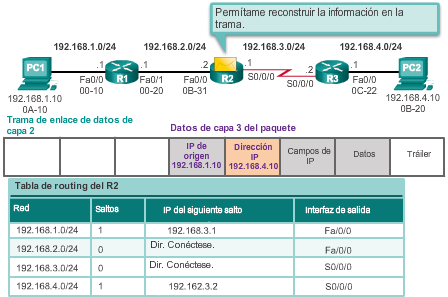 Permítame reconstruir la información en la
trama.
192.168.1.0/24
192.168.2.0/24
192.168.3.0/24
192.168.4.0/24
PC1
.1
.1
.2
.1
.2
.1
PC2
Fa0/0
R1
Fa0/1
Fa0/0
R2
S0/0/0
R3
Fa0/0
00-10
00-20
0B-31
S0/0/0
0C-22
192.168.1.10
0A-10
192.168.4.10
0B-20
Trama de enlace de datos de
capa 2
Datos de capa 3 del paquete
IP de
origen
192.168.1.10
Dirección
IP
192.168.4.10
Campos de
IP
Datos
Tráiler
Tabla de routing del R2
Red
Saltos
IP del siguiente salto
Interfaz de salida
192.168.1.0/24 1 192.168.3.1 Fa/0/0
192.168.2.0/24 0 Dir. Conéctese. Fa/0/0
192.168.3.0/24 0 Dir. Conéctese. S0/0/0
192.168.4.0/24 1 192.162.3.2 S0/0/0